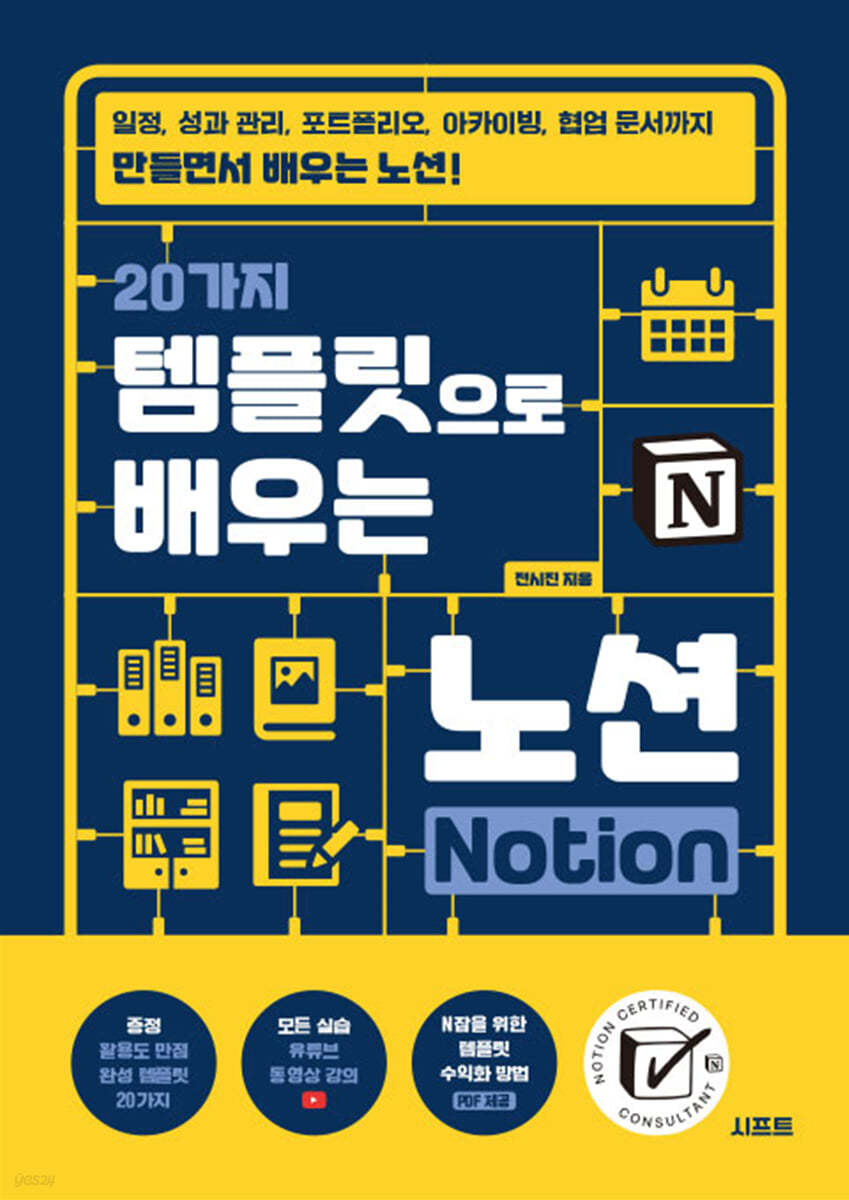 일정, 성과 관리, 포트폴리오, 아카이빙, 협업 문서까지
만들면서 배우는 노션!
20가지
템플릿으로
배우는
전시진 지음
N
노션
Notion
증정
활용도 만점
완성 템플릿
20가지
모든 실습
유튜브
동영상 강의
N잡을 위한
템플릿
수익화 방법
PDF 제공
NOTION CERTIFIED
N
CONSULTANT
시프트
yes24